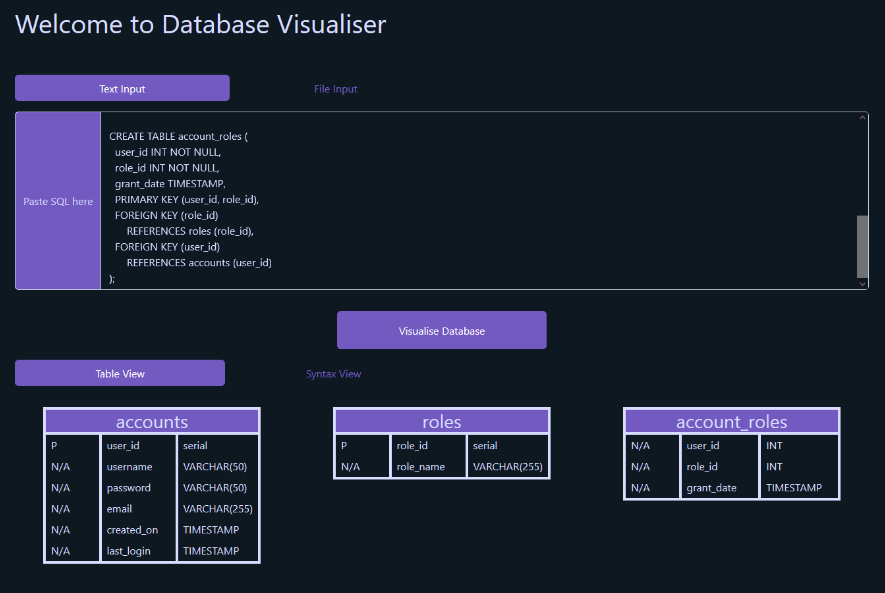 Welcome to Database Visualiser
Text Input
File Input
Paste SQL here
CREATE TABLE account_roles (
user_id INT NOT NULL,
role_id INT NOT NULL,
grant_date TIMESTAMP,
PRIMARY KEY (user_id, role_id),
FOREIGN KEY (role_id)
REFERENCES roles (role_id),
FOREIGN KEY (user_id)
REFERENCES accounts (user_id)
);
Visualise Database
Table View
Syntax View
accounts
P user_id serial
N/A username VARCHAR(50)
N/A password VARCHAR(50)
N/A email VARCHAR(255)
N/A created_on TIMESTAMP
N/A last_login TIMESTAMP
roles
P role_id serial
N/A role_name VARCHAR(255)
account_roles
N/A user_id INT
N/A role_id INT
N/A grant_date TIMESTAMP